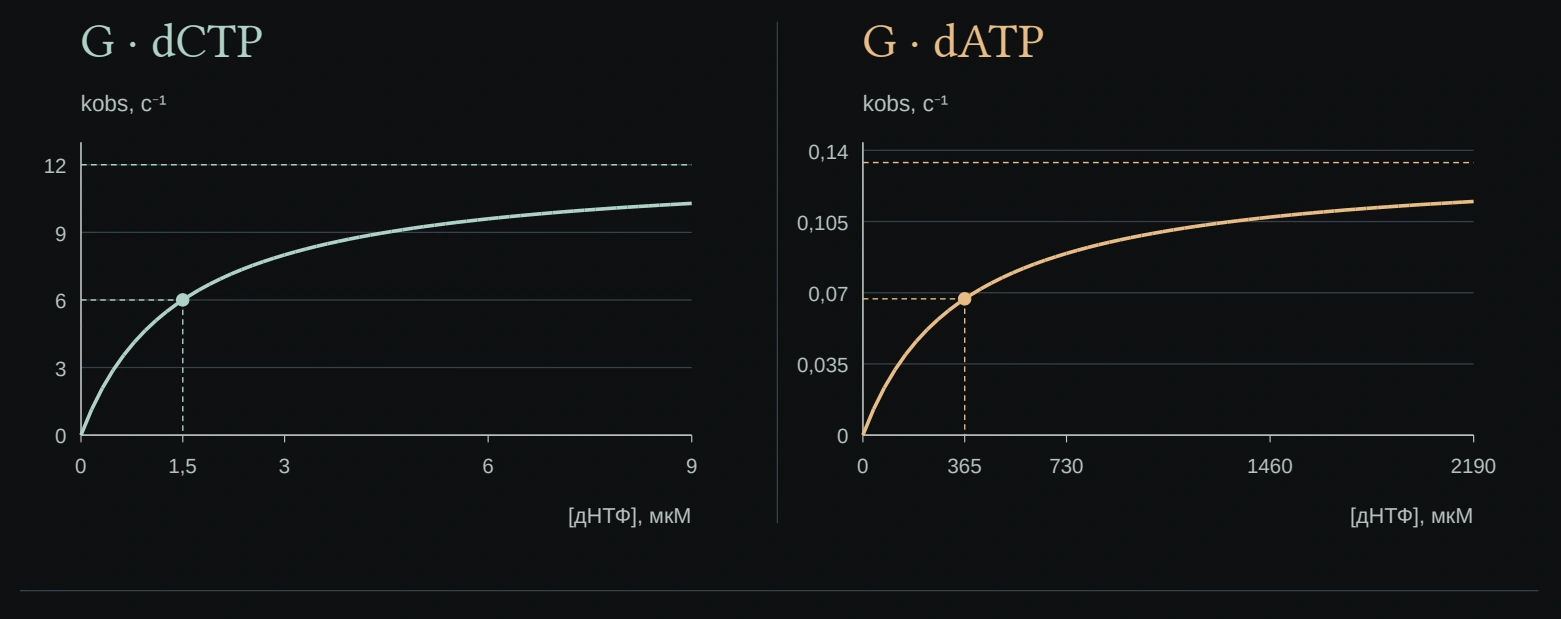 G · dCTP
kobs, с⁻¹
12
9
6
3
0
0 1,5 3 6 9
[дНТФ], мкМ
G · dATP
kobs, с⁻¹
0,14
0,105
0,07
0,035
0
0 365 730 1460 2190
[дНТФ], мкМ